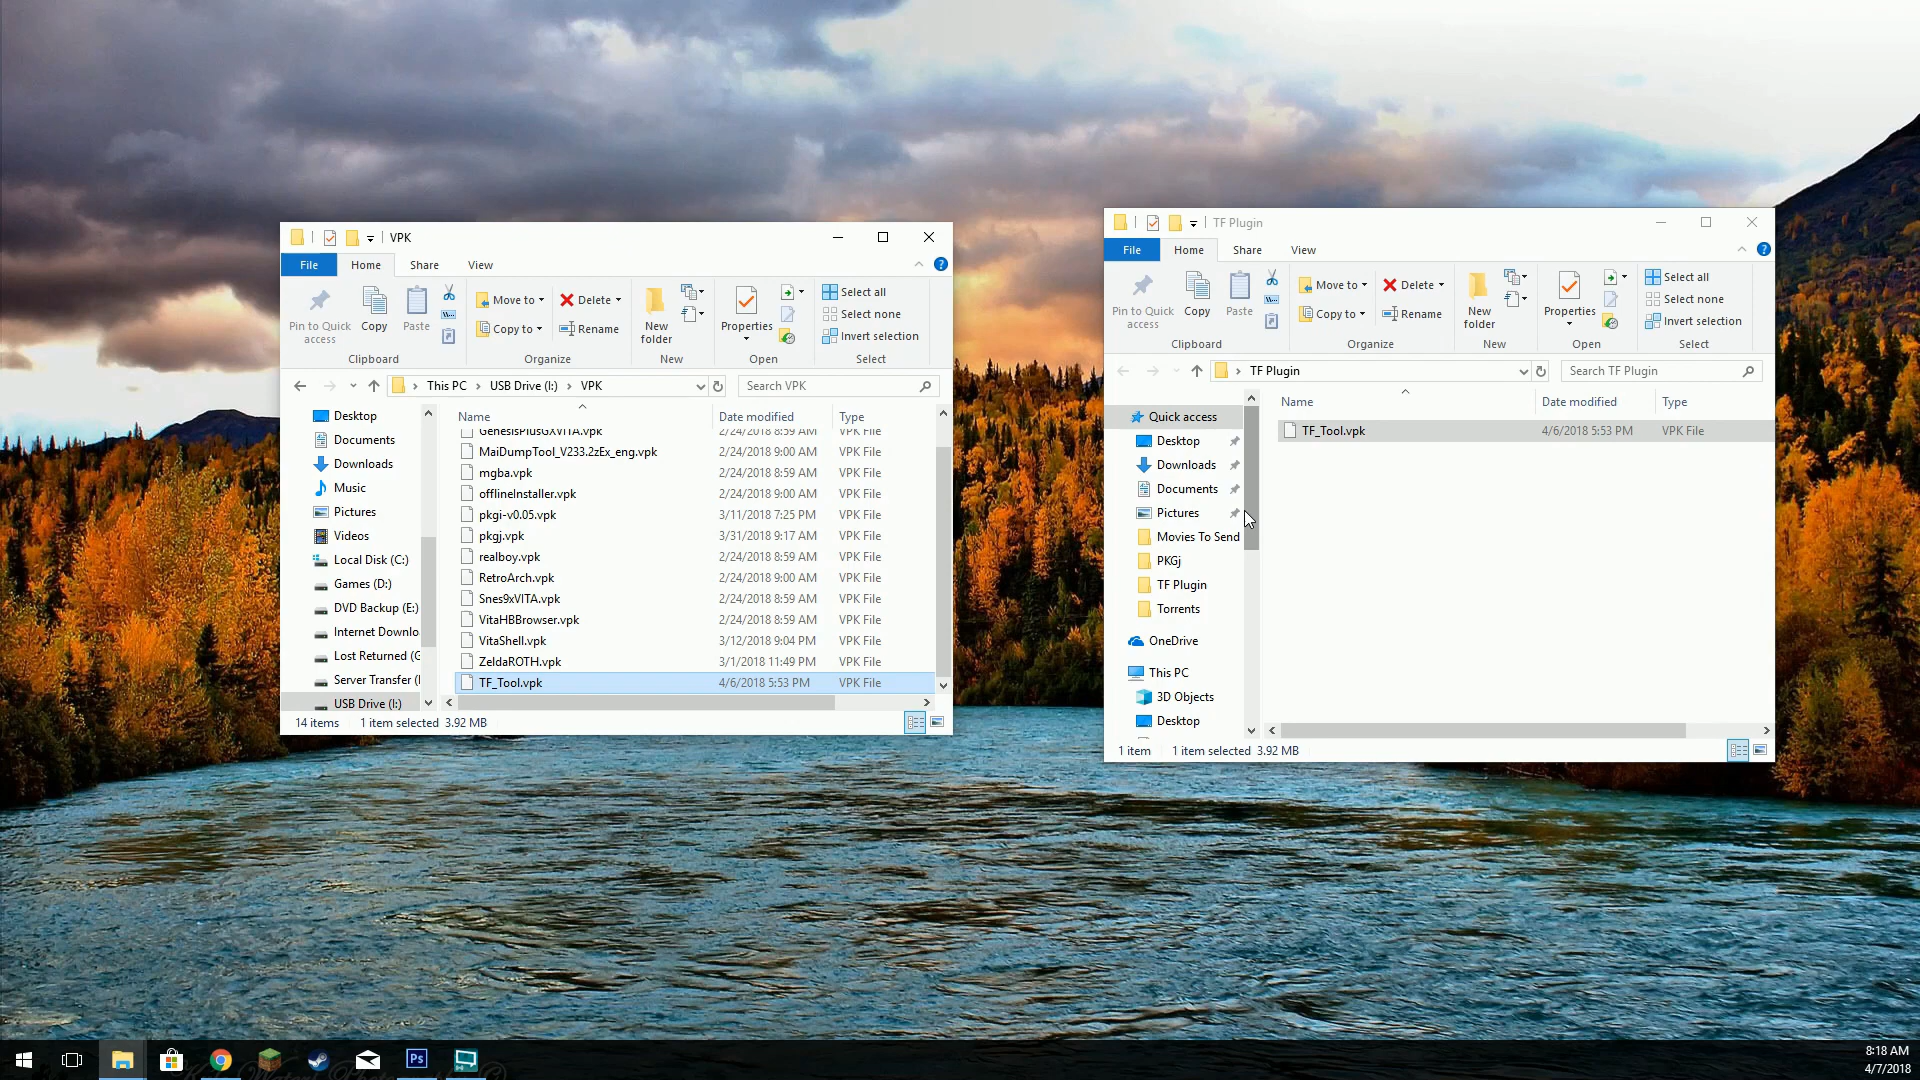 VPK
File Home Share View
Pin to Quick access
Copy
Paste
Move to
Copy to
Delete
Rename
New folder
Properties
Select all
Select none
Invert selection
Clipboard Organize New Open Select
This PC USB Drive (I:) VPK
Search VPK
Desktop
Documents
Downloads
Music
Pictures
Videos
Local Disk (C:)
Games (D:)
DVD Backup (E:)
Internet Downlo
Lost Returned (G
Server Transfer (
USB Drive (I:)
Name Date modified Type
GenesisPlusGXVITA.vpk 2/24/2018 8:59 AM VPK File
MaiDumpTool_V233.2zEx_eng.vpk 2/24/2018 9:00 AM VPK File
mgba.vpk 2/24/2018 8:59 AM VPK File
offlineInstaller.vpk 2/24/2018 9:00 AM VPK File
pkgi-v0.05.vpk 3/11/2018 7:25 PM VPK File
pkgj.vpk 3/31/2018 9:17 AM VPK File
realboy.vpk 2/24/2018 8:59 AM VPK File
RetroArch.vpk 2/24/2018 9:00 AM VPK File
Snes9xVITA.vpk 2/24/2018 8:59 AM VPK File
VitaHBBrowser.vpk 2/24/2018 8:59 AM VPK File
VitaShell.vpk 3/12/2018 9:04 PM VPK File
ZeldaROTH.vpk 3/1/2018 11:49 PM VPK File
TF_Tool.vpk 4/6/2018 5:53 PM VPK File
14 items 1 item selected 3.92 MB
TF Plugin
File Home Share View
Pin to Quick access
Copy
Paste
Move to
Copy to
Delete
Rename
New folder
Properties
Select all
Select none
Invert selection
Clipboard Organize New Open Select
TF Plugin
Search TF Plugin
Quick access
Desktop
Downloads
Documents
Pictures
Movies To Send
PKGj
TF Plugin
Torrents
OneDrive
This PC
3D Objects
Desktop
Name Date modified Type
TF_Tool.vpk 4/6/2018 5:53 PM VPK File
1 item 1 item selected 3.92 MB
Ps
8:18 AM
4/7/2018